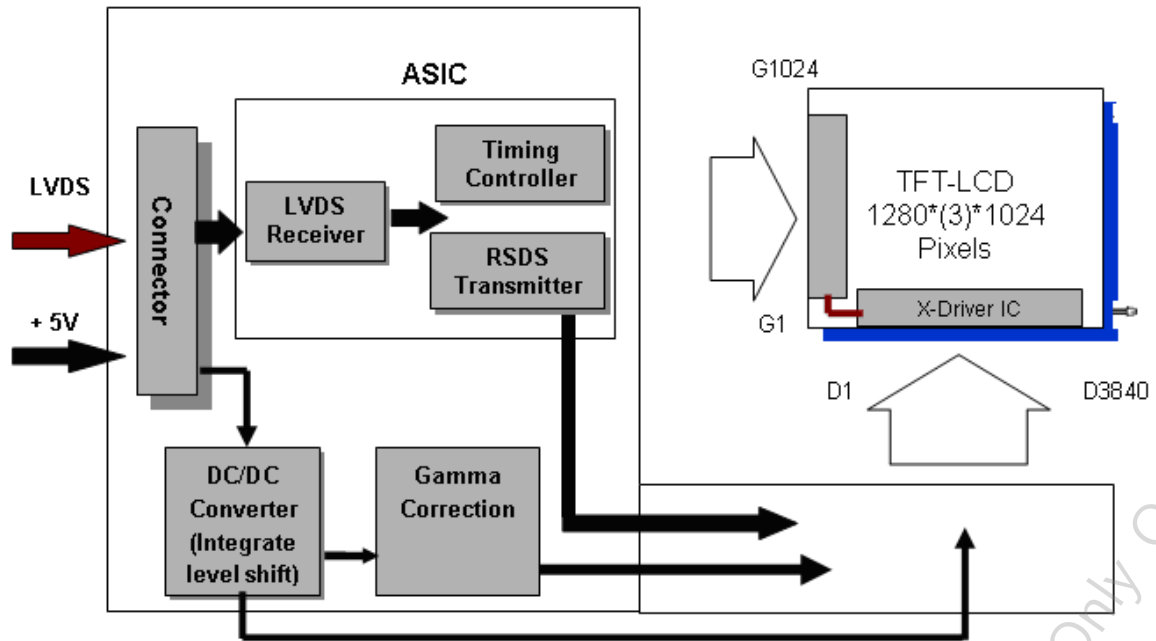 ASIC
LVDS
+ 5V
Connector
LVDS
Receiver
Timing
Controller
RSDS
Transmitter
DC/DC
Converter
(Integrate
level shift)
Gamma
Correction
G1024
G1
TFT-LCD
1280*(3)*1024
Pixels
X-Driver IC
D1
D3840
Only